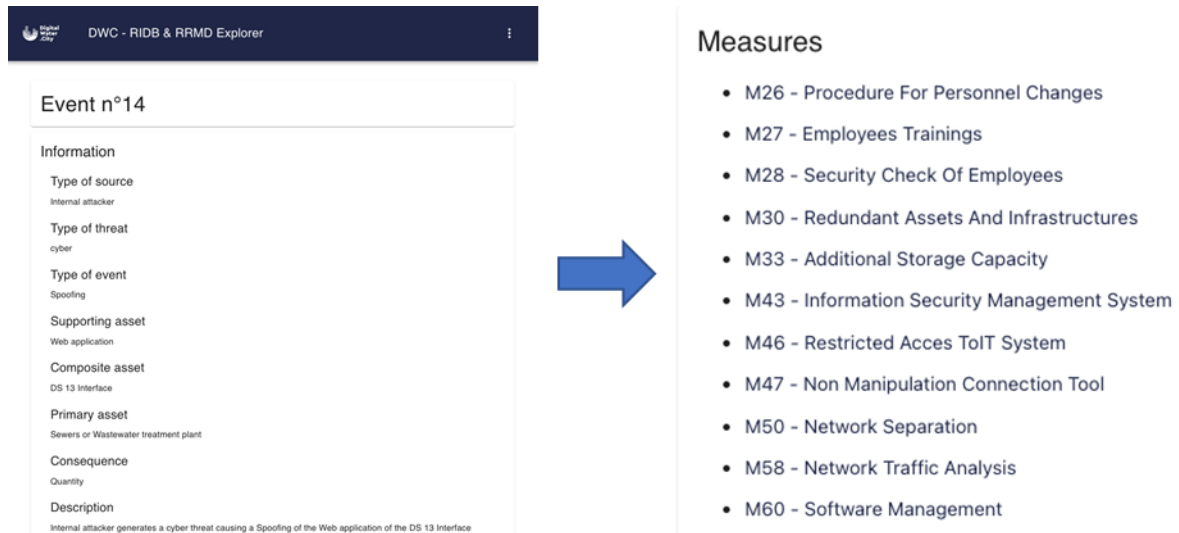 Digital
Water
.City
DWC - RIDB & RRMD Explorer
Event n°14
Information
Type of source
Internal attacker
Type of threat
cyber
Type of event
Spoofing
Supporting asset
Web application
Composite asset
DS 13 Interface
Primary asset
Sewers or Wastewater treatment plant
Consequence
Quantity
Description
Internal attacker generates a cyber threat causing a Spoofing of the Web application of the DS 13 Interface
Measures
• M26 - Procedure For Personnel Changes
• M27 - Employees Trainings
• M28 - Security Check Of Employees
• M30 - Redundant Assets And Infrastructures
• M33 - Additional Storage Capacity
• M43 - Information Security Management System
• M46 - Restricted Acces ToIT System
• M47 - Non Manipulation Connection Tool
• M50 - Network Separation
• M58 - Network Traffic Analysis
• M60 - Software Management